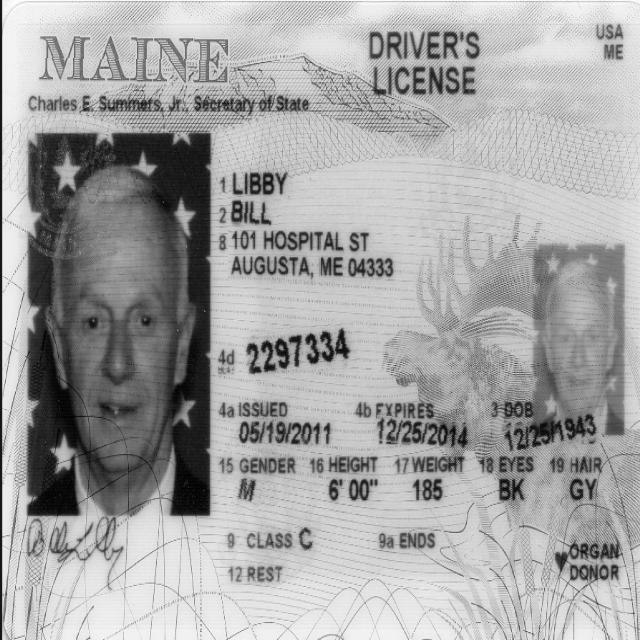 MAINE
DRIVER'S LICENSE
USA ME
Charles E. Summers, Jr., Secretary of State
1 LIBBY
2 BILL
8 101 HOSPITAL ST
AUGUSTA, ME 04333
4d 2297334
4a ISSUED 4b EXPIRES 3 DOB
05/19/2011 12/25/2014 12/25/1943
15 GENDER 16 HEIGHT 17 WEIGHT 18 EYES 19 HAIR
M 6' 00" 185 BK GY
9 CLASS C 9a ENDS
12 REST
ORGAN DONOR